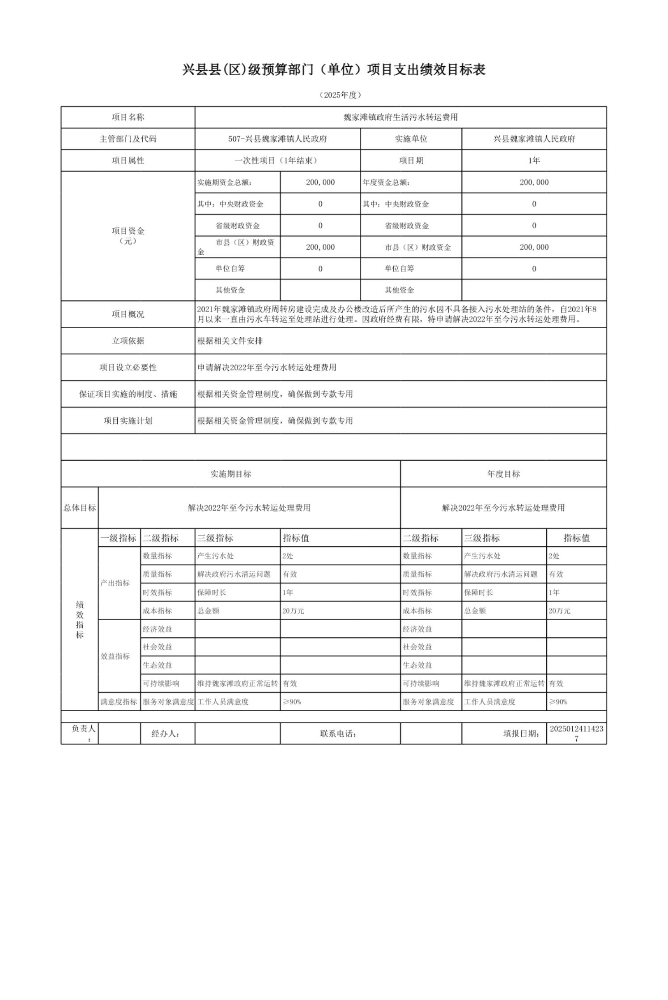 兴县县(区)级预算部门（单位）项目支出绩效目标表
（2025年度）
项目名称 魏家滩镇政府生活污水转运费用
主管部门及代码 507-兴县魏家滩镇人民政府 实施单位 兴县魏家滩镇人民政府
项目属性 一次性项目（1年结束） 项目期 1年
项目资金
（元）
实施期资金总额： 200,000 年度资金总额： 200,000
其中：中央财政资金 0 其中：中央财政资金 0
省级财政资金 0 省级财政资金 0
市县（区）财政资
金 200,000 市县（区）财政资金 200,000
单位自筹 0 单位自筹 0
其他资金 其他资金
项目概况 2021年魏家滩镇政府周转房建设完成及办公楼改造后所产生的污水因不具备接入污水处理站的条件，自2021年8
月以来一直由污水车转运至处理站进行处理。因政府经费有限，特申请解决2022年至今污水转运处理费用。
立项依据 根据相关文件安排
项目设立必要性 申请解决2022年至今污水转运处理费用
保证项目实施的制度、措施 根据相关资金管理制度，确保做到专款专用
项目实施计划 根据相关资金管理制度，确保做到专款专用
实施期目标 年度目标
总体目标 解决2022年至今污水转运处理费用 解决2022年至今污水转运处理费用
绩
效
指
标
一级指标 二级指标 三级指标 指标值 二级指标 三级指标 指标值
产出指标
数量指标 产生污水处 2处 数量指标 产生污水处 2处
质量指标 解决政府污水清运问题 有效 质量指标 解决政府污水清运问题 有效
时效指标 保障时长 1年 时效指标 保障时长 1年
成本指标 总金额 20万元 成本指标 总金额 20万元
效益指标
经济效益 经济效益
社会效益 社会效益
生态效益 生态效益
可持续影响 维持魏家滩政府正常运转 有效 可持续影响 维持魏家滩政府正常运转 有效
满意度指标 服务对象满意度 工作人员满意度 ≥90% 服务对象满意度 工作人员满意度 ≥90%
负责人
： 经办人： 联系电话： 填报日期： 2025012411423
7